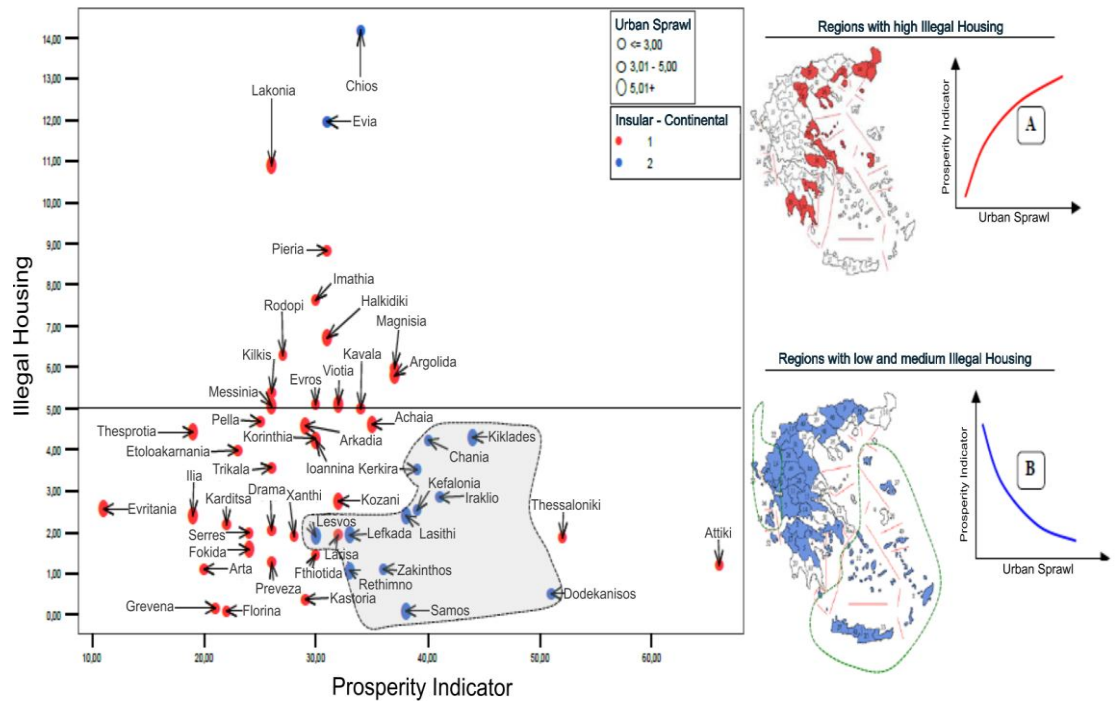 Illegal Housing
14,00
13,00
12,00
11,00
10,00
9,00
8,00
7,00
6,00
5,00
4,00
3,00
2,00
1,00
0,00
10,00
20,00
30,00
40,00
50,00
60,00
Prosperity Indicator
Urban Sprawl
<= 3,00
3,01 - 5,00
5,01+
Insular - Continental
1
2
Chios
Lakonia
Evia
Pieria
Imathia
Rodopi
Halkidiki
Magnisia
Kilkis
Kavala
Viotia
Argolida
Evros
Messinia
Pella
Achaia
Thesprotia
Korinthia
Arkadia
Kiklades
Etoloakarnania
Chania
Trikala
Ioannina
Kerkira
Ilia
Kefalonia
Drama
Xanthi
Kozani
Iraklio
Karditsa
Evritania
Thessaloniki
Lesvos
Serres
Lefkada
Lasithi
Attiki
Fokida
Larisa
Arta
Fthiotida
Zakinthos
Preveza
Rethimno
Kastoria
Dodekanisos
Grevena
Florina
Samos
Regions with high Illegal Housing
Prosperity Indicator
A
Urban Sprawl
Regions with low and medium Illegal Housing
Prosperity Indicator
B
Urban Sprawl